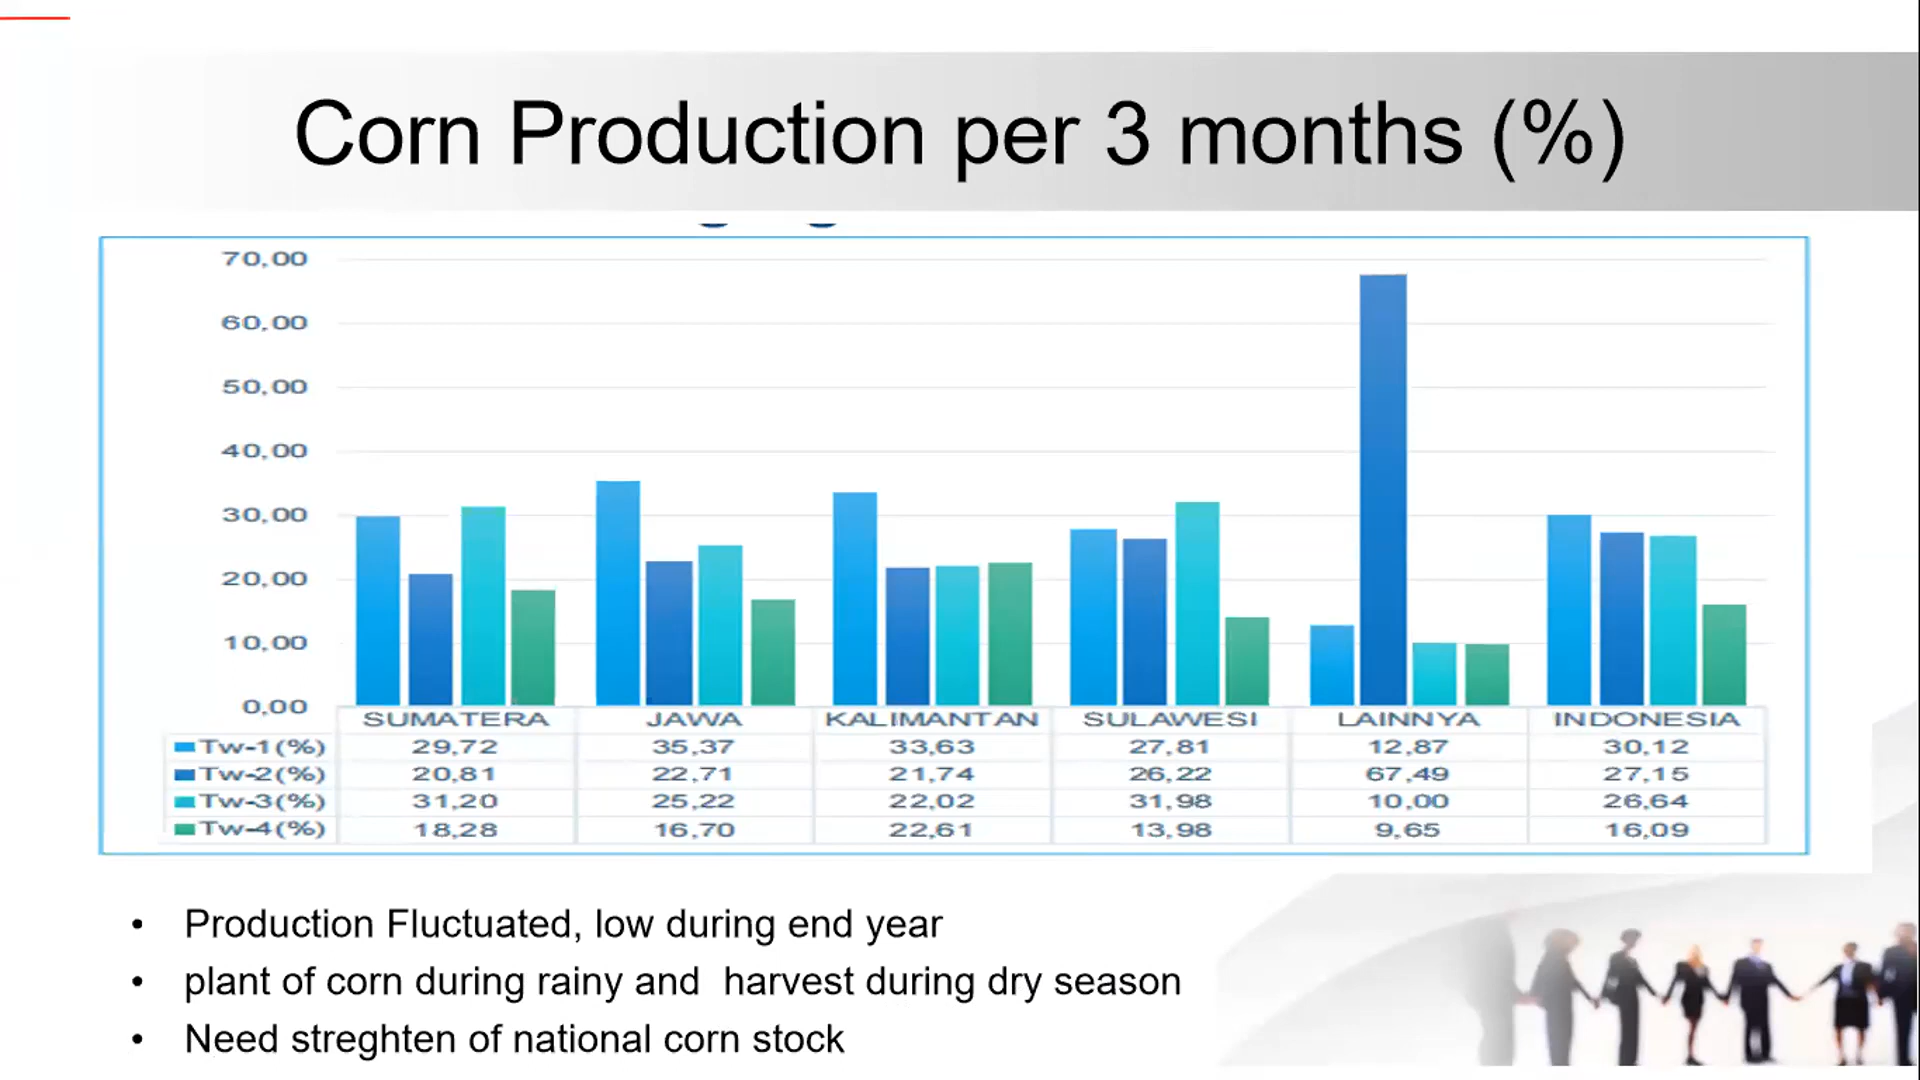 Corn Production per 3 months (%)
70,00
60,00
50,00
40,00
30,00
20,00
10,00
0,00
SUMATERA JAWA KALIMANTAN SULAWESI LAINNYA INDONESIA
Tw-1(%) 29,72 35,37 33,63 27,81 12,87 30,12
Tw-2(%) 20,81 22,71 21,74 26,22 67,49 27,15
Tw-3(%) 31,20 25,22 22,02 31,98 10,00 26,64
Tw-4(%) 18,28 16,70 22,61 13,98 9,65 16,09
• Production Fluctuated, low during end year
• plant of corn during rainy and harvest during dry season
• Need streghten of national corn stock